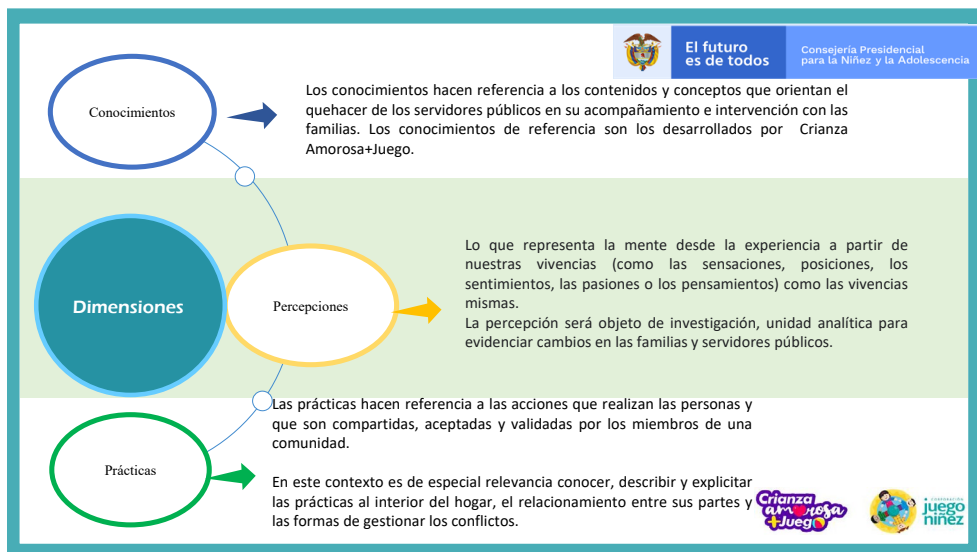 El futuro
es de todos
Consejería Presidencial
para la Niñez y la Adolescencia
Conocimientos
Los conocimientos hacen referencia a los contenidos y conceptos que orientan el
quehacer de los servidores públicos en su acompañamiento e intervención con las
familias. Los conocimientos de referencia son los desarrollados por Crianza
Amorosa+Juego.
Dimensiones
Percepciones
Lo que representa la mente desde la experiencia a partir de
nuestras vivencias (como las sensaciones, posiciones, los
sentimientos, las pasiones o los pensamientos) como las vivencias
mismas.
La percepción será objeto de investigación, unidad analítica para
evidenciar cambios en las familias y servidores públicos.
Prácticas
Las prácticas hacen referencia a las acciones que realizan las personas y
que son compartidas, aceptadas y validadas por los miembros de una
comunidad.
En este contexto es de especial relevancia conocer, describir y explicitar
las prácticas al interior del hogar, el relacionamiento entre sus partes y
las formas de gestionar los conflictos.
Crianza
amorosa
+Juego
CORPORACIÓN
juego
niñez